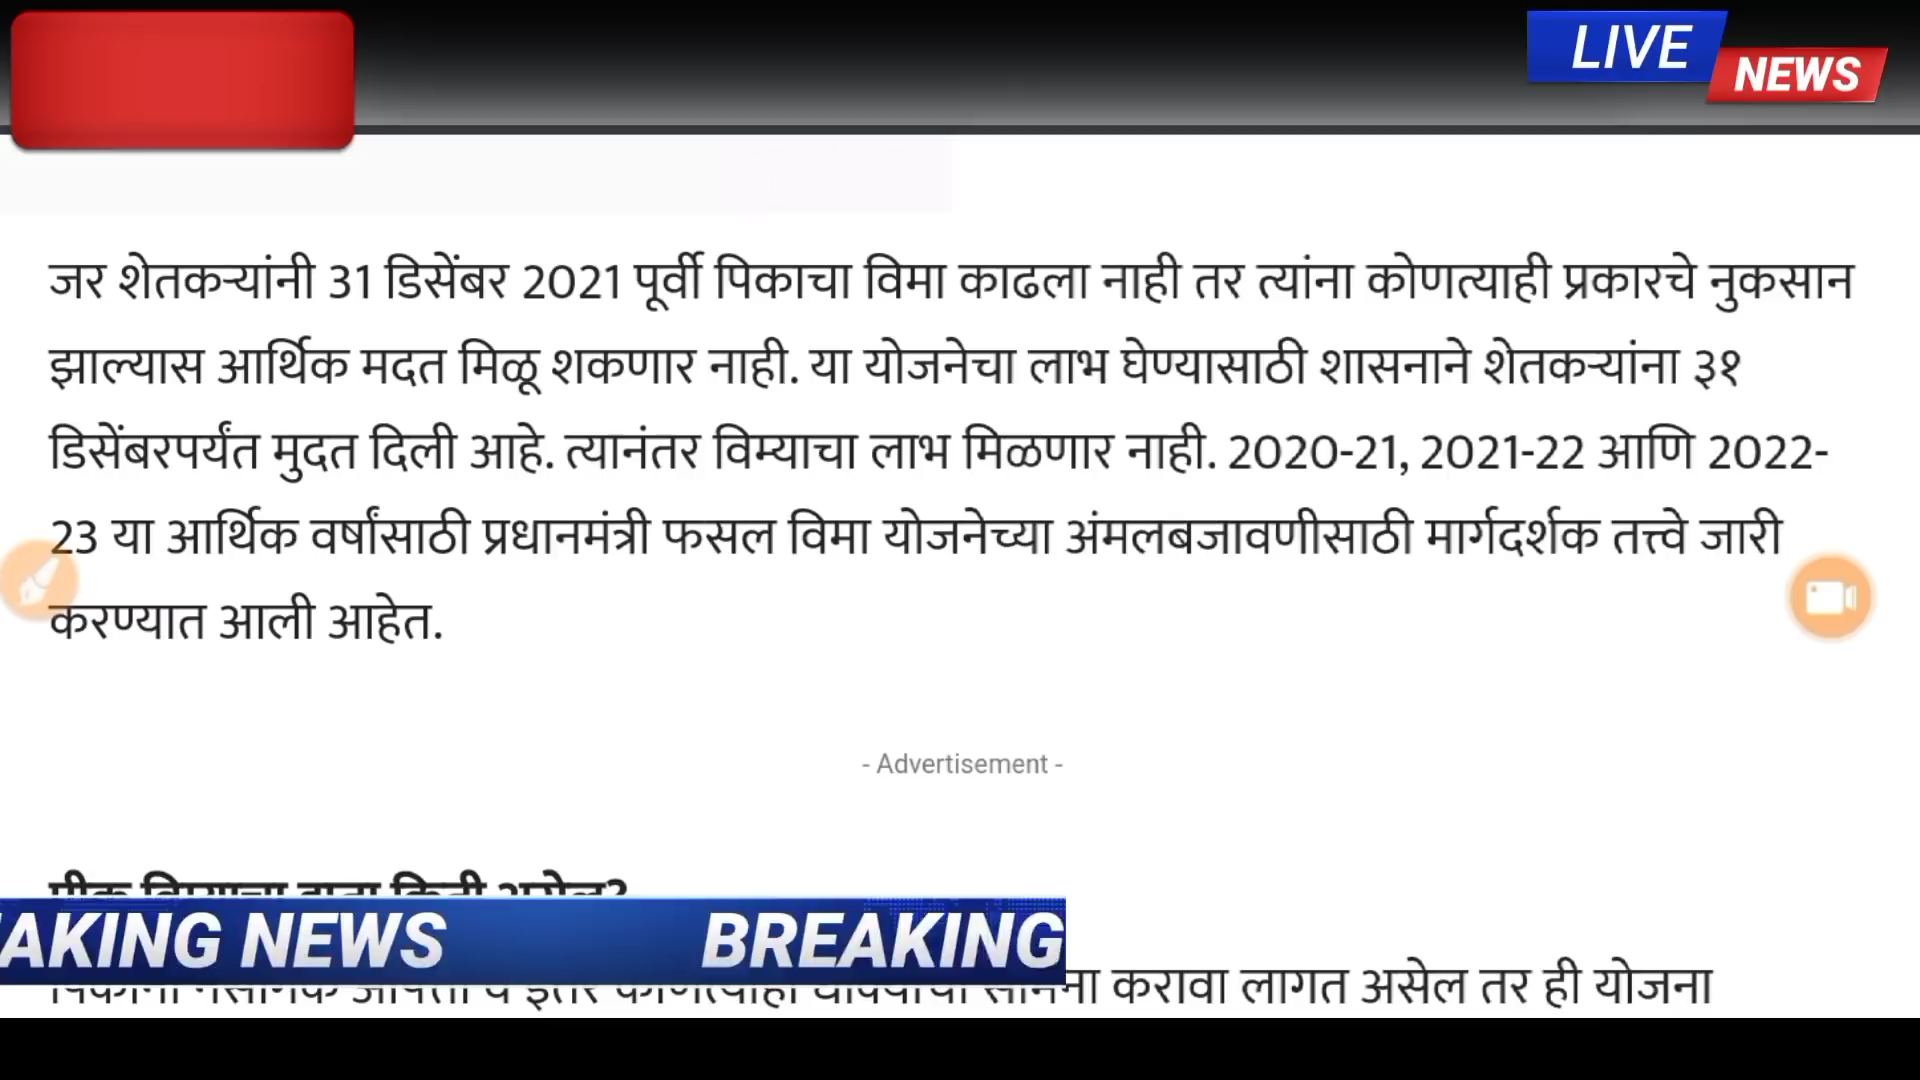 LIVE
NEWS
जर शेतकऱ्यांनी 31 डिसेंबर 2021 पूर्वी पिकाचा विमा काढला नाही तर त्यांना कोणत्याही प्रकारचे नुकसान
झाल्यास आर्थिक मदत मिळू शकणार नाही. या योजनेचा लाभ घेण्यासाठी शासनाने शेतकऱ्यांना ३१
डिसेंबरपर्यंत मुदत दिली आहे. त्यानंतर विम्याचा लाभ मिळणार नाही. 2020-21, 2021-22 आणि 2022-
23 या आर्थिक वर्षांसाठी प्रधानमंत्री फसल विमा योजनेच्या अंमलबजावणीसाठी मार्गदर्शक तत्त्वे जारी
करण्यात आली आहेत.
- Advertisement -
AKING NEWS BREAKING
करावा लागत असेल तर ही योजना